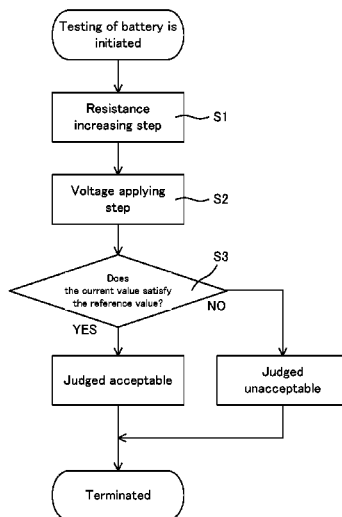 Testing of battery is
initiated
Resistance
increasing step
S1
Voltage applying
step
S2
Does
the current value satisfy
the reference value?
S3
NO
YES
Judged acceptable
Judged
unacceptable
Terminated